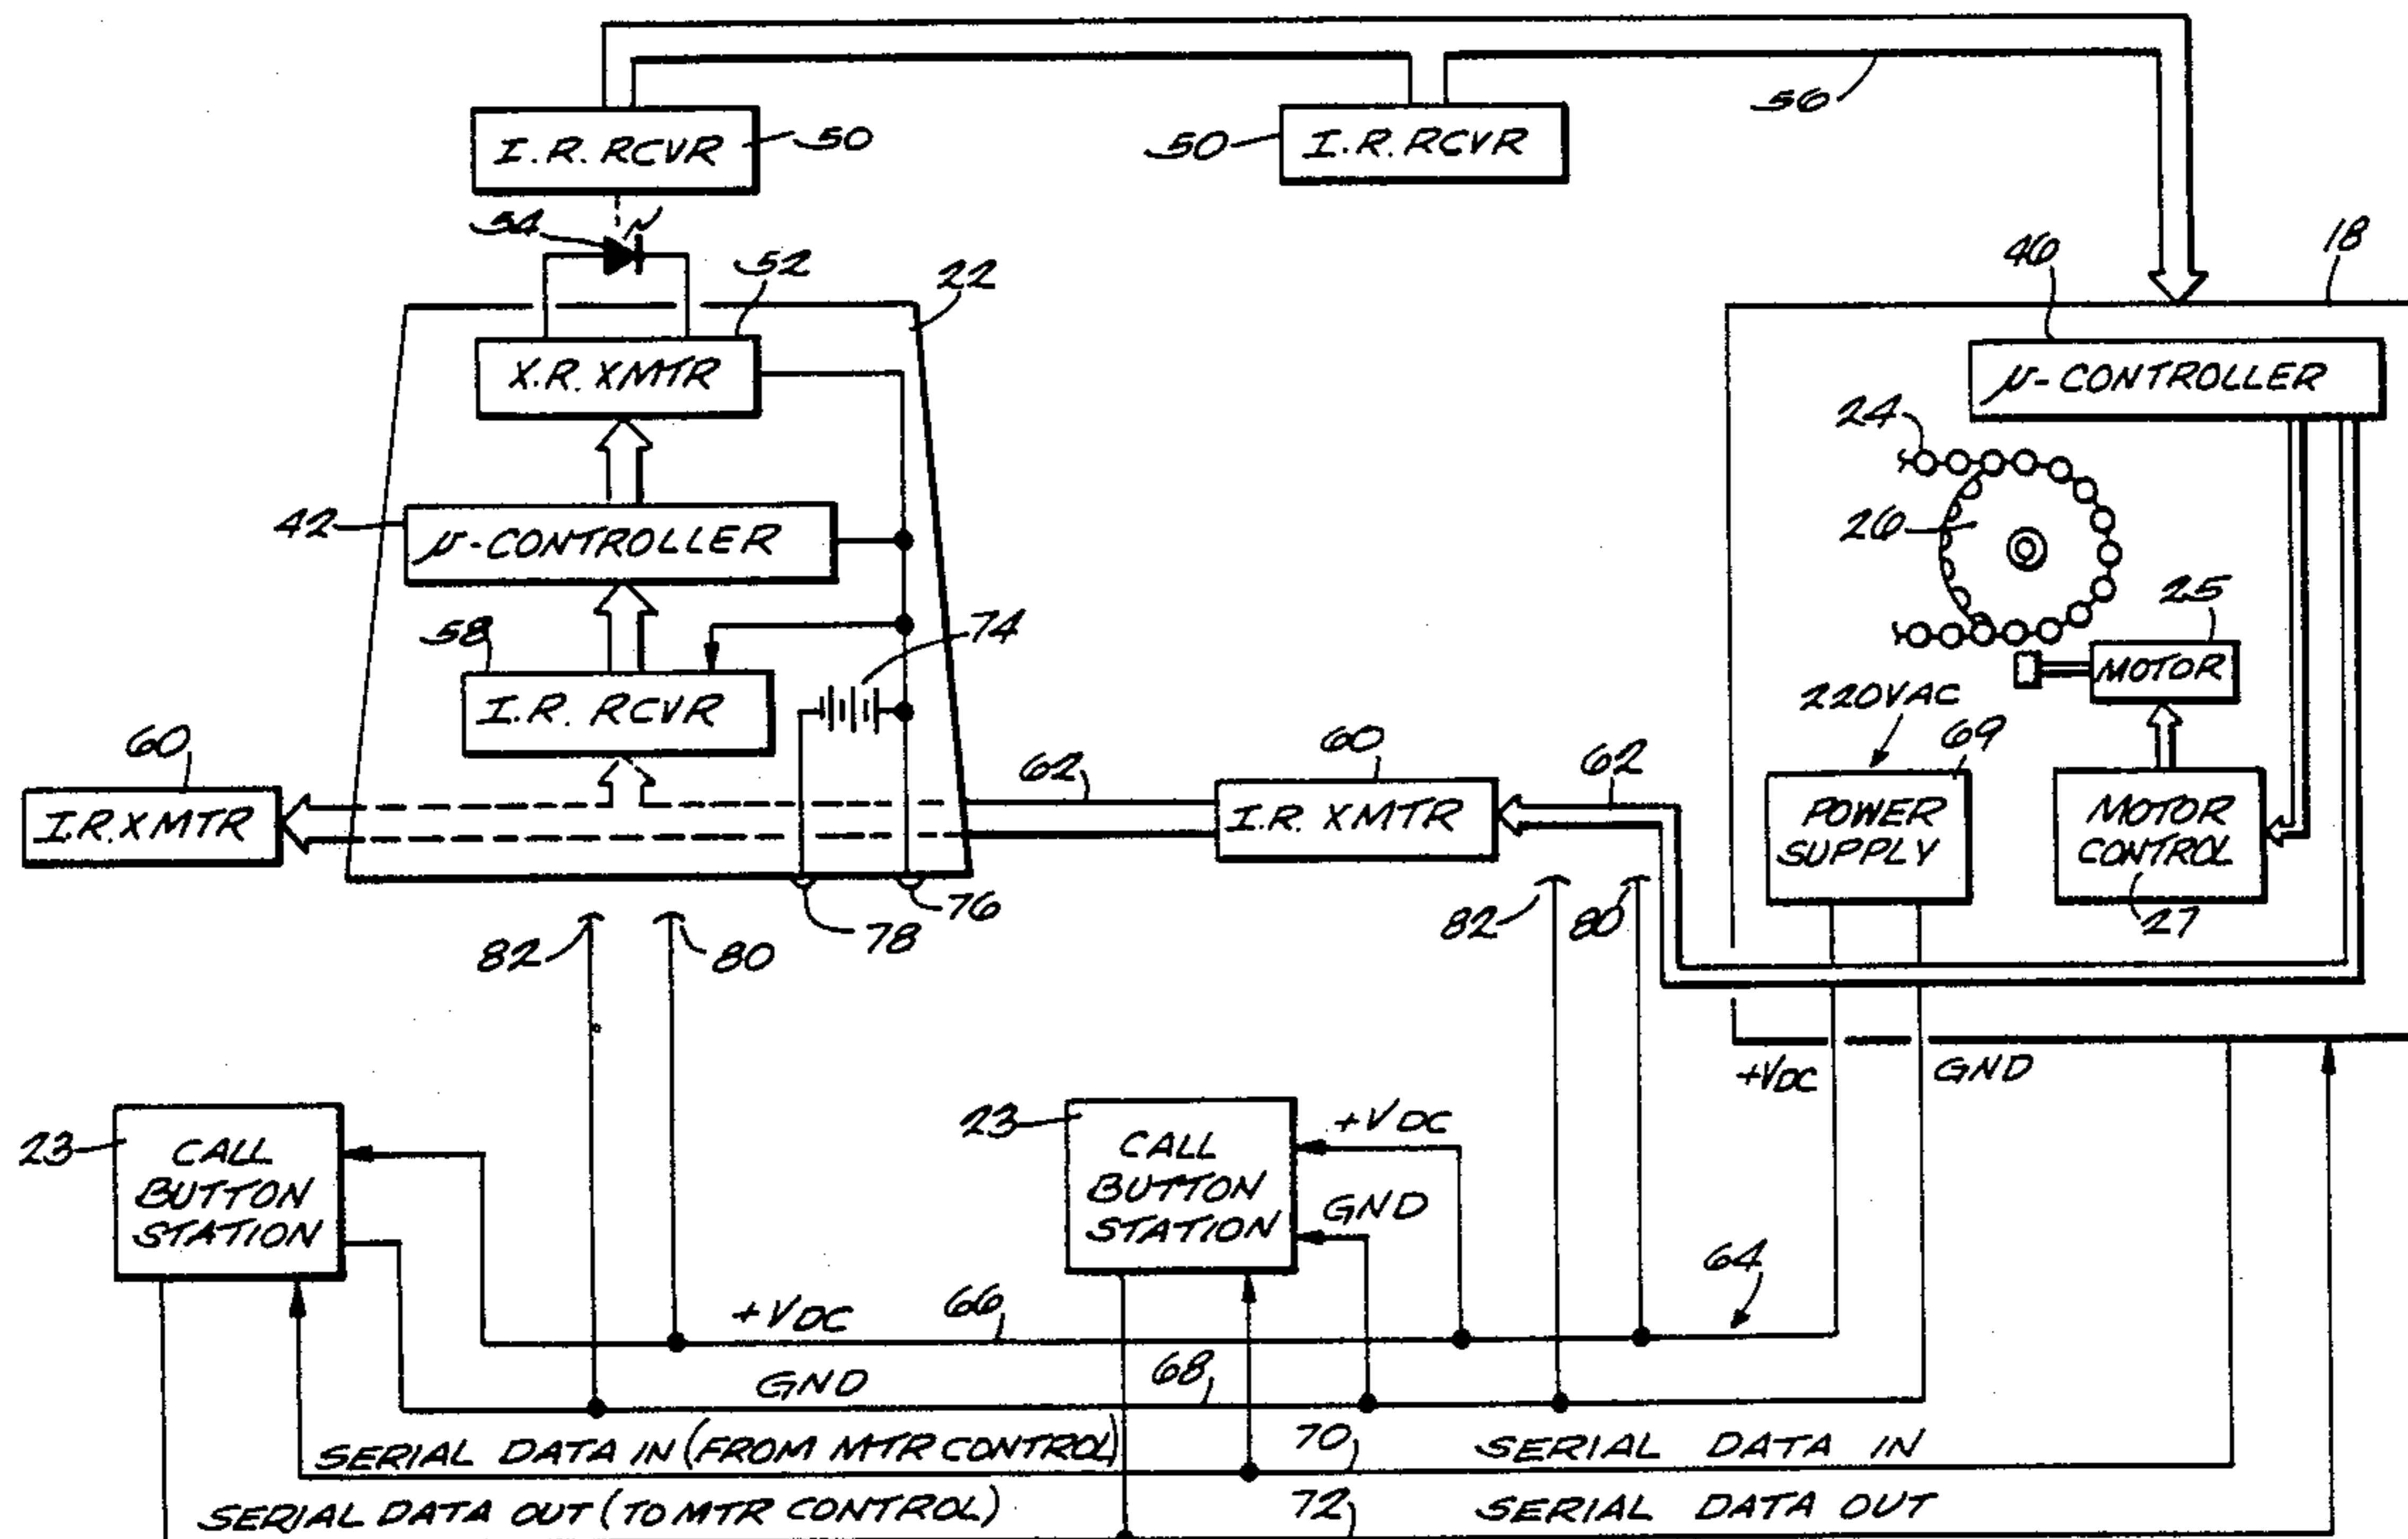 56
I.R. RCVR
50
50
I.R. RCVR
54
52
22
46
18
X.R. XMTR
μ-CONTROLLER
24
42
μ-CONTROLLER
26
58
74
25
I.R. RCVR
MOTOR
220VAC
60
62
60
62
69
I.R. XMTR
I.R. XMTR
POWER
SUPPLY
MOTOR
CONTROL
27
78
76
82
80
82
80
+VDC
GND
23
CALL
BUTTON
STATION
23
CALL
BUTTON
STATION
+VDC
GND
64
+VDC
66
GND
68
SERIAL DATA IN (FROM MTR CONTROL)
70
SERIAL DATA IN
SERIAL DATA OUT (TO MTR CONTROL)
72
SERIAL DATA OUT